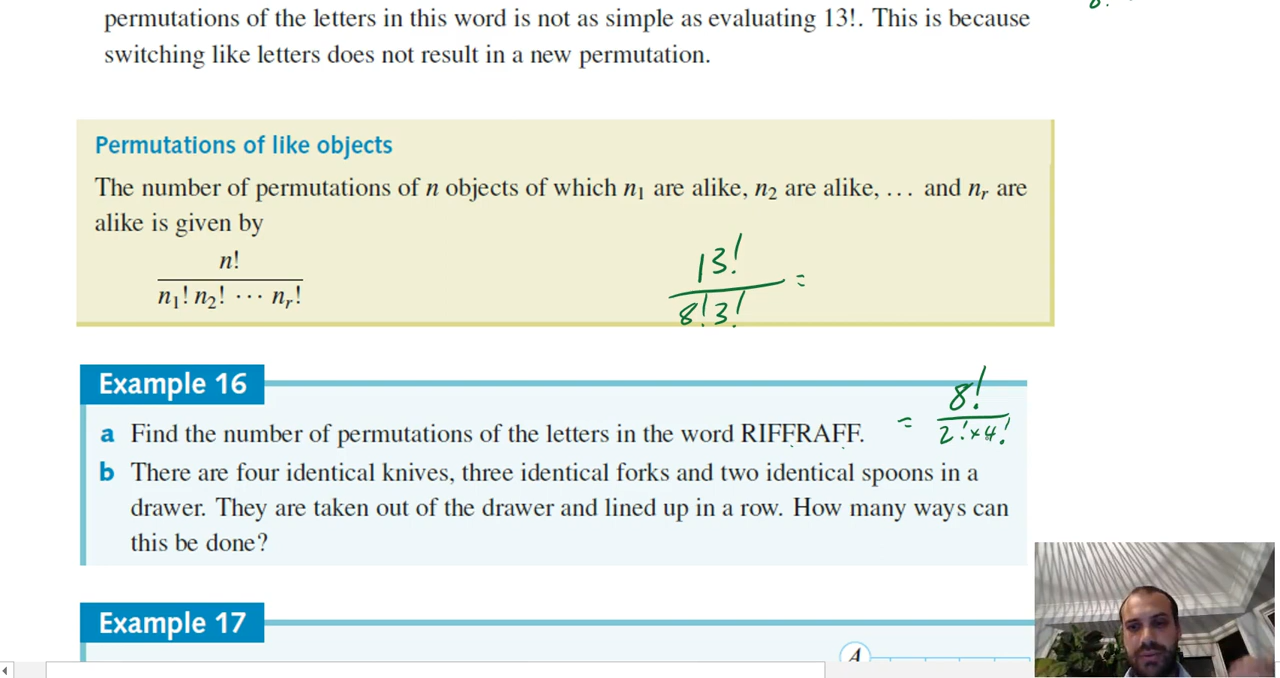 permutations of the letters in this word is not as simple as evaluating 13!. This is because
switching like letters does not result in a new permutation.
Permutations of like objects
The number of permutations of n objects of which n₁ are alike, n₂ are alike, … and nᵣ are
alike is given by
n!
n₁! n₂! ⋯ nᵣ!
13!
8!3!
=
Example 16
a Find the number of permutations of the letters in the word RIFFRAFF.
= 8!
2!×4!
b There are four identical knives, three identical forks and two identical spoons in a
drawer. They are taken out of the drawer and lined up in a row. How many ways can
this be done?
Example 17
A